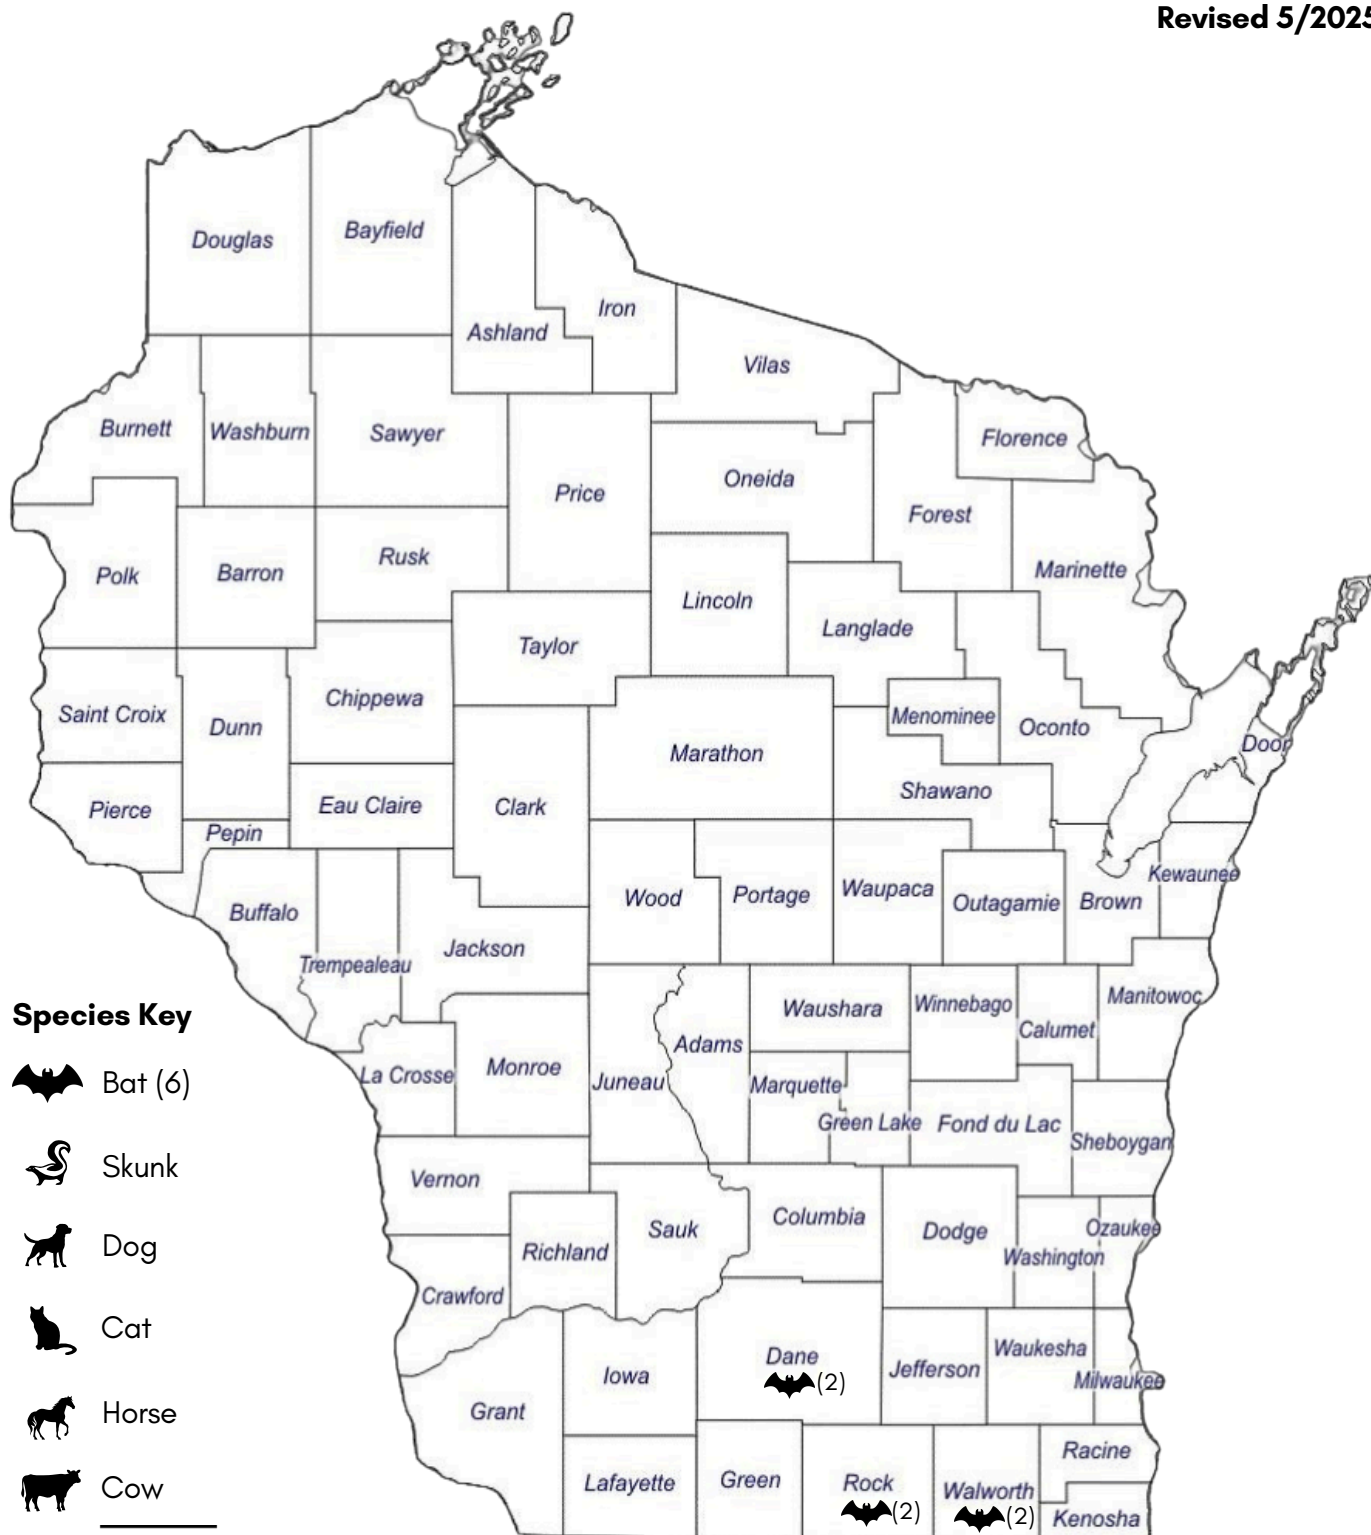 Revised 5/2025
Douglas
Bayfield
Ashland
Iron
Vilas
Burnett
Washburn
Sawyer
Price
Oneida
Florence
Forest
Polk
Barron
Rusk
Marinette
Lincoln
Langlade
Taylor
Chippewa
Saint Croix
Dunn
Menominee
Oconto
Door
Marathon
Shawano
Pierce
Pepin
Eau Claire
Clark
Kewaunee
Wood
Portage
Waupaca
Outagamie
Brown
Buffalo
Trempealeau
Jackson
Manitowoc
Waushara
Winnebago
Calumet
Adams
La Crosse
Monroe
Juneau
Marquette
Green Lake
Fond du Lac
Sheboygan
Vernon
Richland
Sauk
Columbia
Dodge
Ozaukee
Washington
Crawford
Grant
Iowa
Dane
(2)
Jefferson
Waukesha
Milwaukee
Lafayette
Green
Rock
(2)
Walworth
(2)
Racine
Kenosha
Species Key
Bat (6)
Skunk
Dog
Cat
Horse
Cow